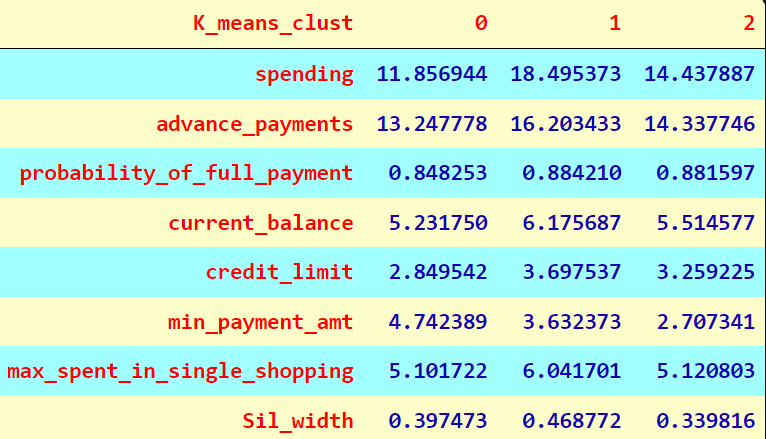 K_means_clust 0 1 2
spending 11.856944 18.495373 14.437887
advance_payments 13.247778 16.203433 14.337746
probability_of_full_payment 0.848253 0.884210 0.881597
current_balance 5.231750 6.175687 5.514577
credit_limit 2.849542 3.697537 3.259225
min_payment_amt 4.742389 3.632373 2.707341
max_spent_in_single_shopping 5.101722 6.041701 5.120803
Sil_width 0.397473 0.468772 0.339816